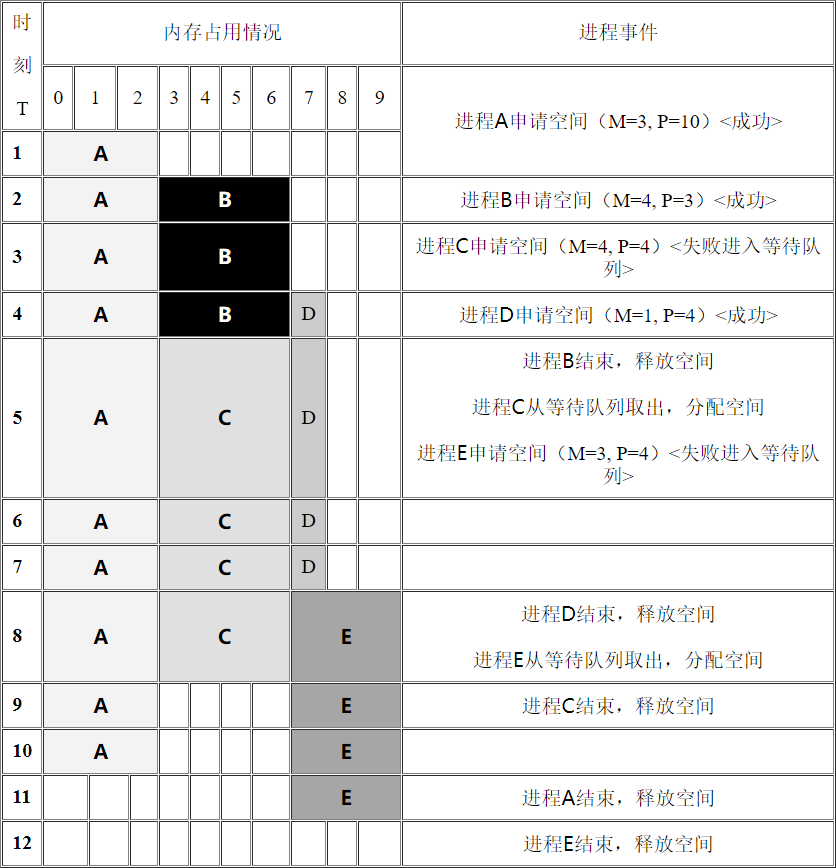 时
刻
T
内存占用情况
进程事件
0 1 2 3 4 5 6 7 8 9
进程A申请空间（M=3, P=10）<成功>
1 A
2 A B 进程B申请空间（M=4, P=3）<成功>
3 A B 进程C申请空间（M=4, P=4）<失败进入等待队
列>
4 A B D 进程D申请空间（M=1, P=4）<成功>
进程B结束，释放空间
5 A C D 进程C从等待队列取出，分配空间
进程E申请空间（M=3, P=4）<失败进入等待队
列>
6 A C D
7 A C D
进程D结束，释放空间
8 A C E
进程E从等待队列取出，分配空间
9 A E 进程C结束，释放空间
10 A E
11 E 进程A结束，释放空间
12 进程E结束，释放空间